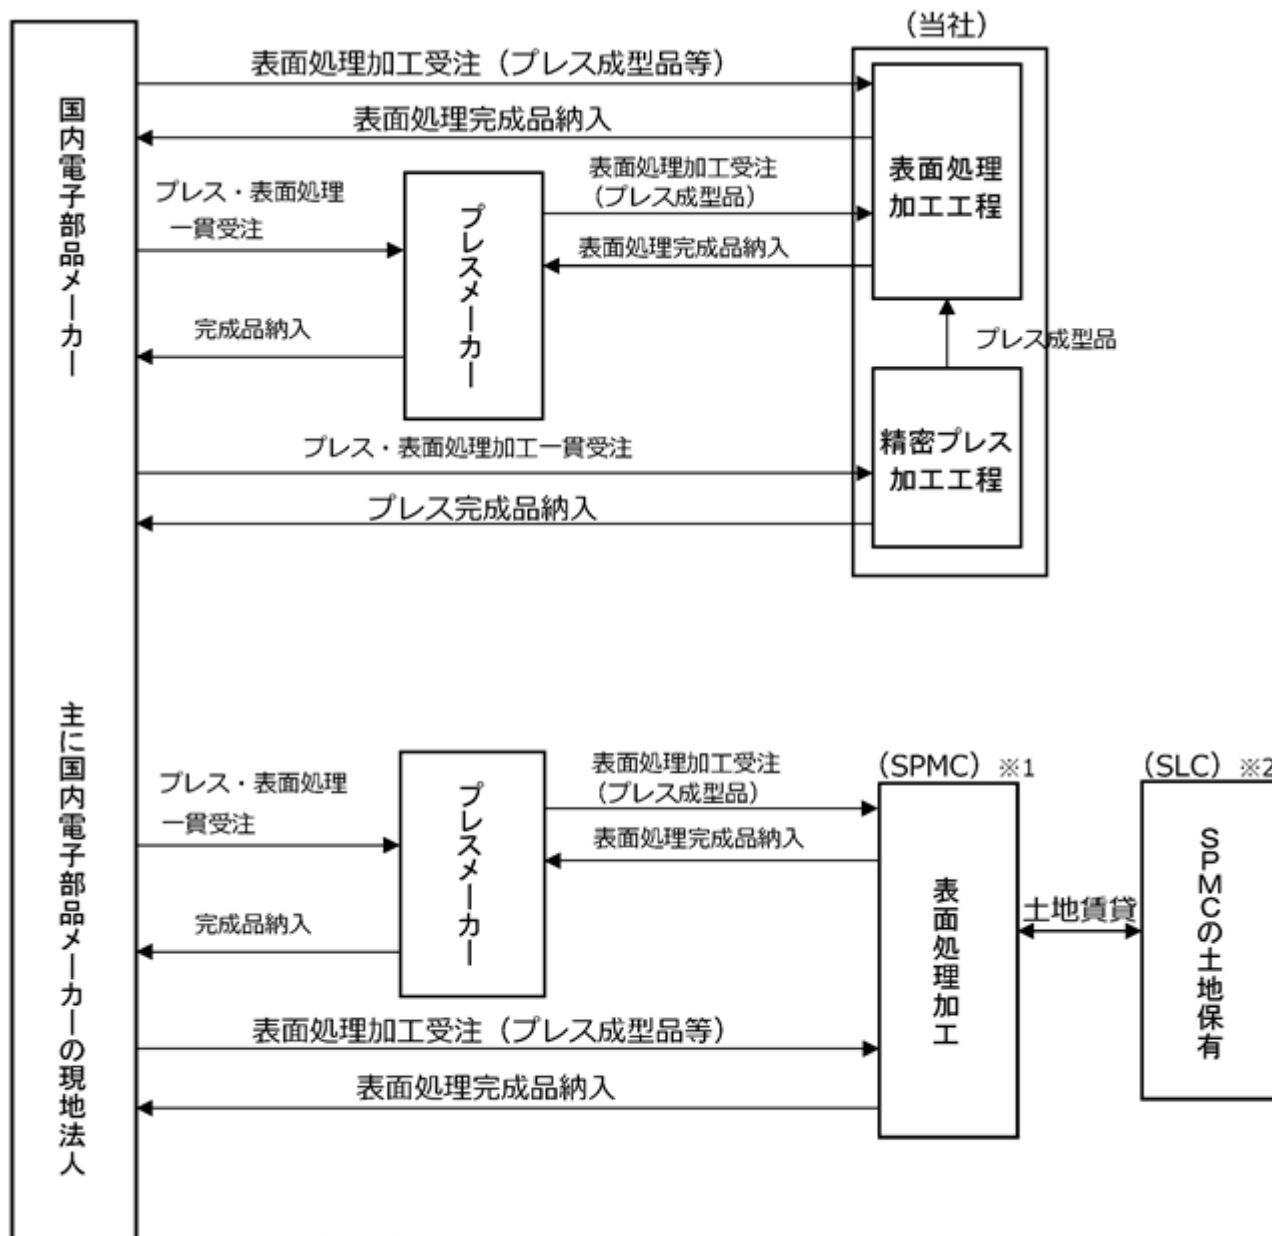 （当社）
国内電子部品メーカー
表面処理加工受注（プレス成型品等）
表面処理完成品納入
プレス・表面処理
一貫受注
プレスメーカー
表面処理加工受注
（プレス成型品）
表面処理完成品納入
完成品納入
表面処理
加工工程
プレス成型品
精密プレス
加工工程
プレス・表面処理加工一貫受注
プレス完成品納入
主に国内電子部品メーカーの現地法人
プレス・表面処理
一貫受注
プレスメーカー
表面処理加工受注
（プレス成型品）
表面処理完成品納入
完成品納入
表面処理加工受注（プレス成型品等）
表面処理完成品納入
（SPMC）※1
表面処理加工
土地賃貸
（SLC）※2
SPMCの土地保有